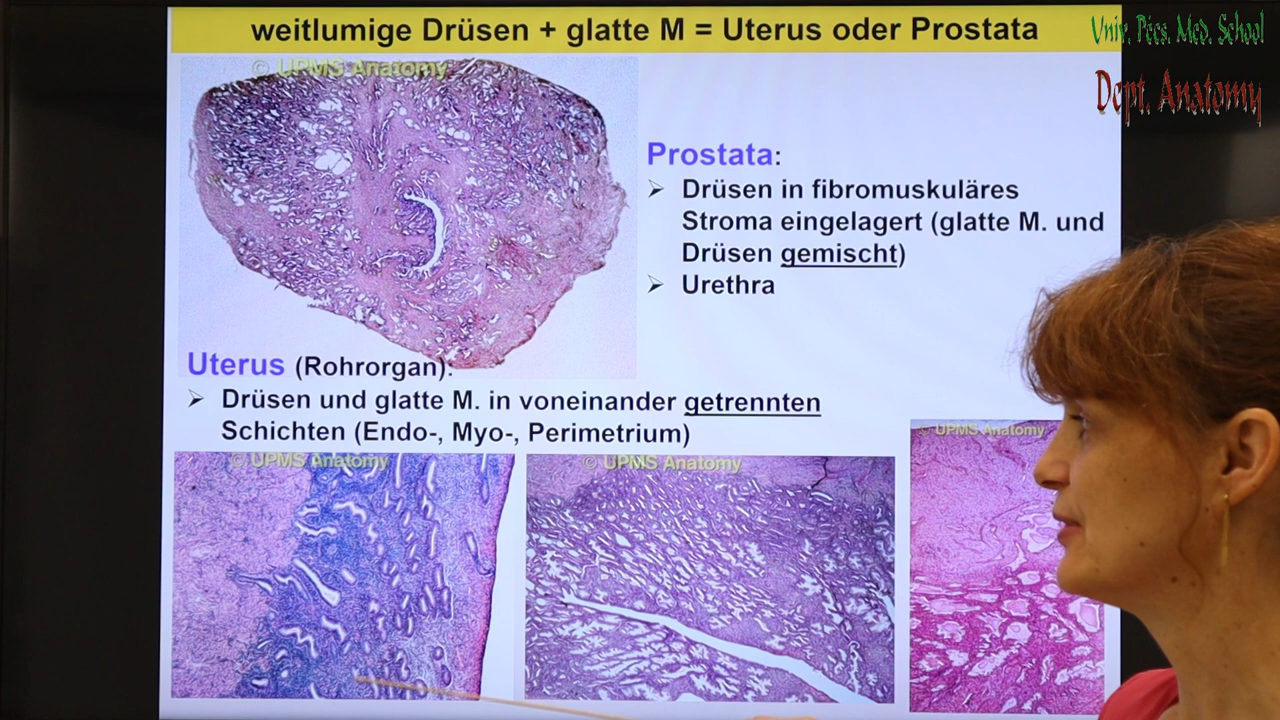 weitlumige Drüsen + glatte M = Uterus oder Prostata
Univ. Pécs. Med. School
Dept. Anatomy
© UPMS Anatomy
Prostata:
➢ Drüsen in fibromuskuläres
Stroma eingelagert (glatte M. und
Drüsen gemischt)
➢ Urethra
Uterus (Rohrorgan):
➢ Drüsen und glatte M. in voneinander getrennten
Schichten (Endo-, Myo-, Perimetrium)
© UPMS Anatomy
© UPMS Anatomy
© UPMS Anatomy